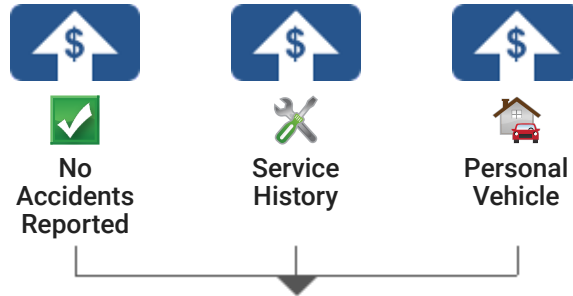 $ $ $
No
Accidents
Reported
Service
History
Personal
Vehicle